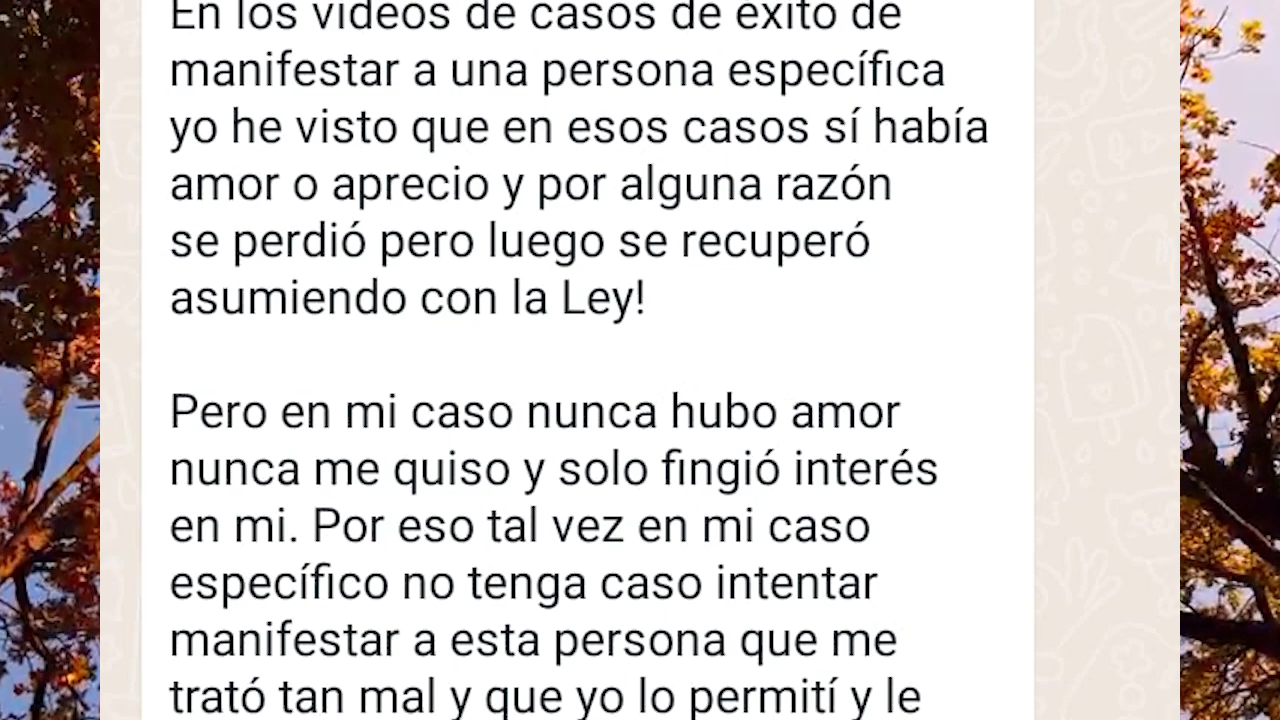 En los videos de casos de éxito de
manifestar a una persona específica
yo he visto que en esos casos sí había
amor o aprecio y por alguna razón
se perdió pero luego se recuperó
asumiendo con la Ley!
Pero en mi caso nunca hubo amor
nunca me quiso y solo fingió interés
en mi. Por eso tal vez en mi caso
específico no tenga caso intentar
manifestar a esta persona que me
trató tan mal y que yo lo permití y le